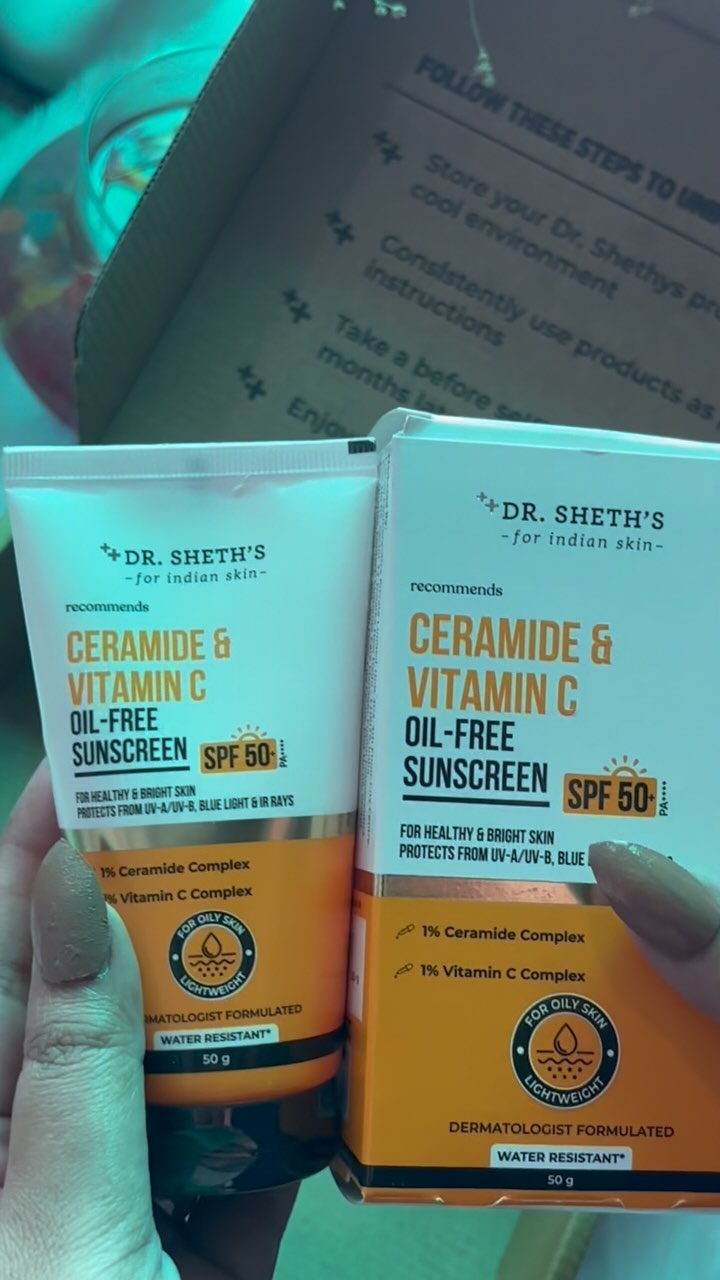 FOLLOW THESE STEPS TO
Store your Dr. Shethys
cool environment
Consistently use products as
instructions
Take a before
months
DR. SHETH'S
-for indian skin-
recommends
CERAMIDE &
VITAMIN C
OIL-FREE
SUNSCREEN
SPF 50+
PA++++
FOR HEALTHY & BRIGHT SKIN
PROTECTS FROM UV-A/UV-B, BLUE LIGHT & IR RAYS
1% Ceramide Complex
% Vitamin C Complex
FOR OILY SKIN
LIGHTWEIGHT
RMATOLOGIST FORMULATED
WATER RESISTANT*
50 g
DR. SHETH'S
-for indian skin-
recommends
CERAMIDE &
VITAMIN C
OIL-FREE
SUNSCREEN
SPF 50+
PA++++
FOR HEALTHY & BRIGHT SKIN
PROTECTS FROM UV-A/UV-B, BLUE
1% Ceramide Complex
1% Vitamin C Complex
FOR OILY SKIN
LIGHTWEIGHT
DERMATOLOGIST FORMULATED
WATER RESISTANT*
50 g